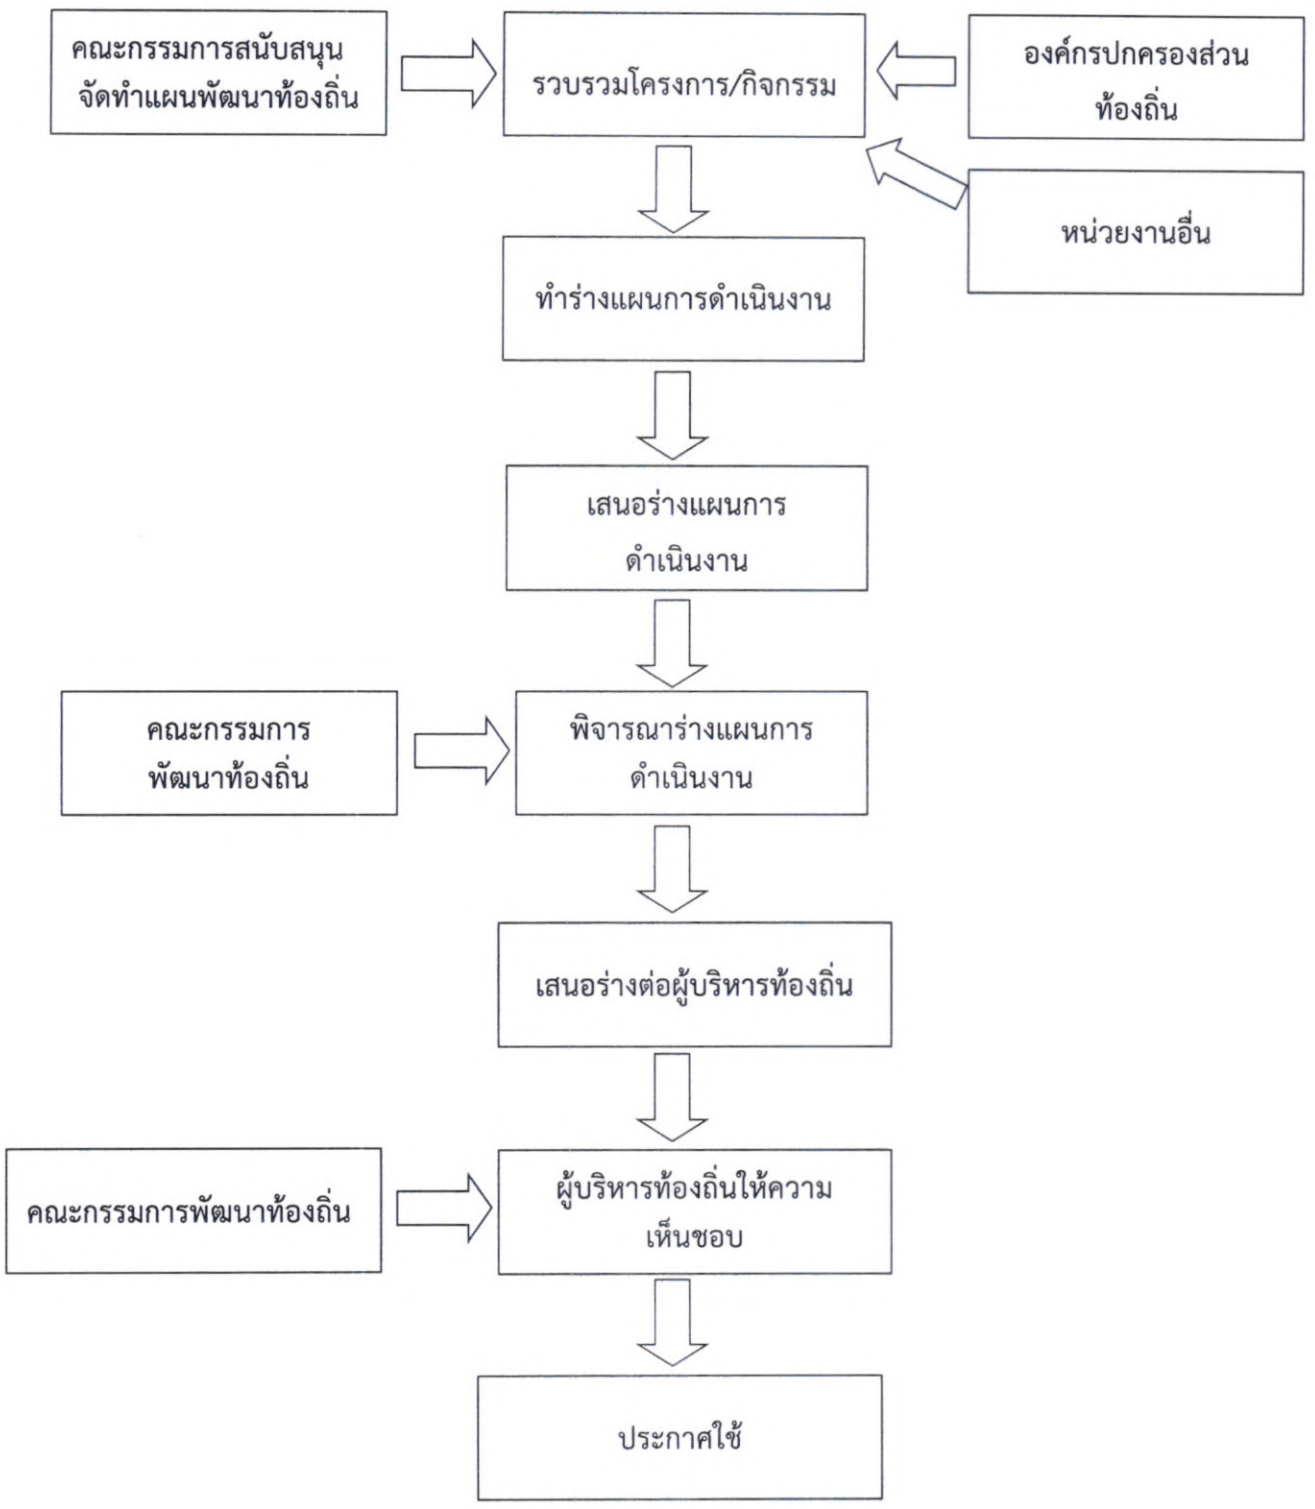 คณะกรรมการสนับสนุน
จัดทำแผนพัฒนาท้องถิ่น
รวบรวมโครงการ/กิจกรรม
องค์กรปกครองส่วน
ท้องถิ่น
หน่วยงานอื่น
ทำร่างแผนการดำเนินงาน
เสนอร่างแผนการ
ดำเนินงาน
คณะกรรมการ
พัฒนาท้องถิ่น
พิจารณาร่างแผนการ
ดำเนินงาน
เสนอร่างต่อผู้บริหารท้องถิ่น
คณะกรรมการพัฒนาท้องถิ่น
ผู้บริหารท้องถิ่นให้ความ
เห็นชอบ
ประกาศใช้